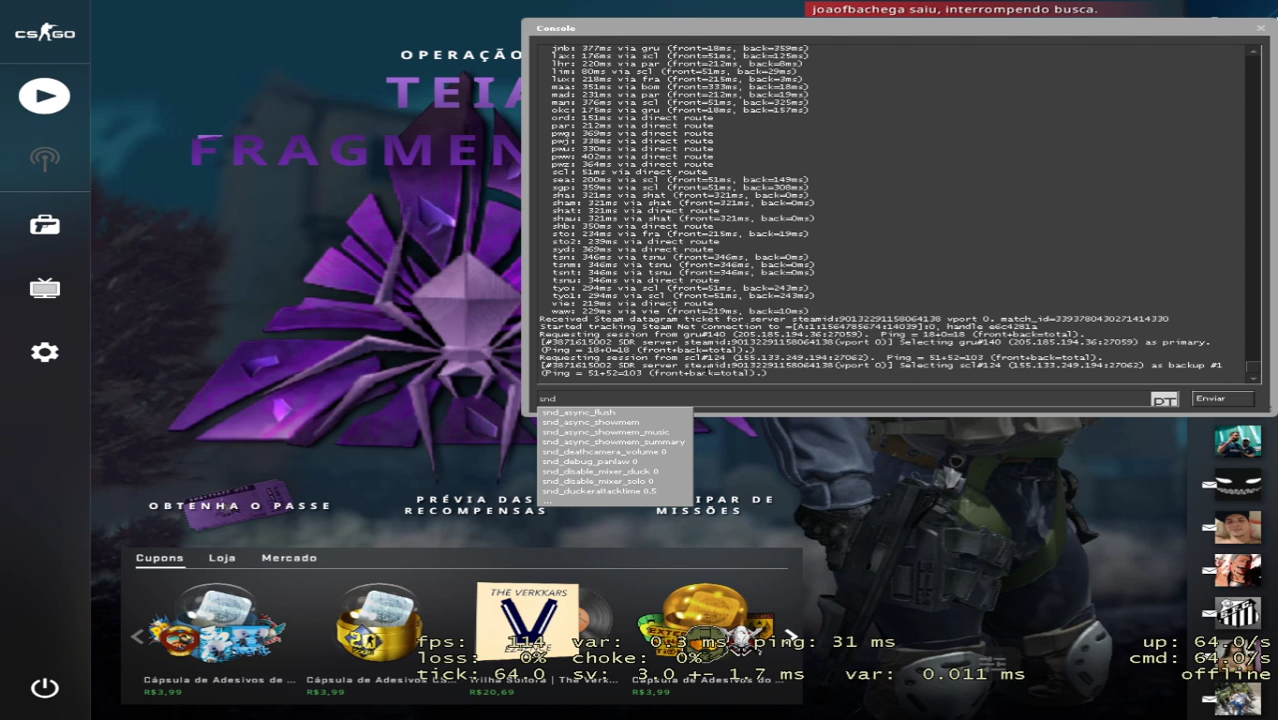 CS GO
joaofbachega saiu, interrompendo busca.
OPERAÇÃO
TEIA
FRAGMEN
Console
jnb: 377ms via gru (front=18ms, back=359ms)
lax: 176ms via scl (front=51ms, back=125ms)
lhr: 220ms via par (front=212ms, back=8ms)
lim: 80ms via scl (front=51ms, back=29ms)
lux: 218ms via fra (front=215ms, back=3ms)
maa: 351ms via bom (front=333ms, back=18ms)
mad: 231ms via par (front=212ms, back=19ms)
man: 376ms via scl (front=51ms, back=325ms)
okc: 175ms via gru (front=18ms, back=157ms)
ord: 151ms via direct route
par: 212ms via direct route
pwg: 369ms via direct route
pwj: 338ms via direct route
pwu: 330ms via direct route
pww: 402ms via direct route
pwz: 364ms via direct route
scl: 51ms via direct route
sea: 200ms via scl (front=51ms, back=149ms)
sgp: 359ms via scl (front=51ms, back=308ms)
sha: 321ms via shat (front=321ms, back=0ms)
sham: 321ms via shat (front=321ms, back=0ms)
shat: 321ms via direct route
shau: 321ms via shat (front=321ms, back=0ms)
shb: 350ms via direct route
sto: 234ms via fra (front=215ms, back=19ms)
sto2: 239ms via direct route
syd: 369ms via direct route
tsn: 346ms via tsnu (front=346ms, back=0ms)
tsnm: 346ms via tsnu (front=346ms, back=0ms)
tsnt: 346ms via tsnu (front=346ms, back=0ms)
tsnu: 346ms via direct route
tyo: 294ms via scl (front=51ms, back=243ms)
tyo1: 294ms via scl (front=51ms, back=243ms)
vie: 219ms via direct route
waw: 229ms via vie (front=219ms, back=10ms)
Received Steam datagram ticket for server steamid:90132291158064138 vport 0. match_id=3393780430271414330
Started tracking Steam Net Connection to =[A:1:1564785674:14039]:0, handle e6c4281a
Requesting session from gru#140 (205.185.194.36:27059). Ping = 18+0=18 (front+back=total).
[#3871615002 SDR server steamid:90132291158064138(vport 0)] Selecting gru#140 (205.185.194.36:27059) as primary.
(Ping = 18+0=18 (front+back=total).)
Requesting session from scl#124 (155.133.249.194:27062). Ping = 51+52=103 (front+back=total).
[#3871615002 SDR server steamid:90132291158064138(vport 0)] Selecting scl#124 (155.133.249.194:27062) as backup #1
(Ping = 51+52=103 (front+back=total).)
snd
PT
Enviar
snd_async_flush
snd_async_showmem
snd_async_showmem_music
snd_async_showmem_summary
snd_deathcamera_volume 0
snd_debug_panlaw 0
snd_disable_mixer_duck 0
snd_disable_mixer_solo 0
snd_duckerattacktime 0.5
...
OBTENHA O PASSE
PRÉVIA DAS
RECOMPENSAS
IPAR DE
MISSÕES
Cupons Loja Mercado
THE VERKKARS
Cápsula de Adesivos de ...
R$3,99
Cápsula de Adesivos
R$3,99
Trilha Sonora | The Verk...
R$20,69
Cápsula de Adesivos do ...
R$3,99
fps: 114 var: 0.3 ms ping: 31 ms
loss: 0% choke: 0%
tick: 64.0 sv: 3.0 +- 1.7 ms var: 0.011 ms
up: 64.0/s
cmd: 64.0/s
offline